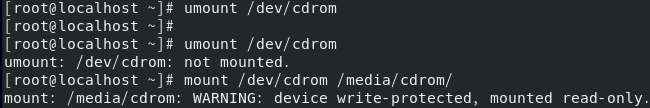 [root@localhost ~]# umount /dev/cdrom
[root@localhost ~]#
[root@localhost ~]# umount /dev/cdrom
umount: /dev/cdrom: not mounted.
[root@localhost ~]# mount /dev/cdrom /media/cdrom/
mount: /media/cdrom: WARNING: device write-protected, mounted read-only.